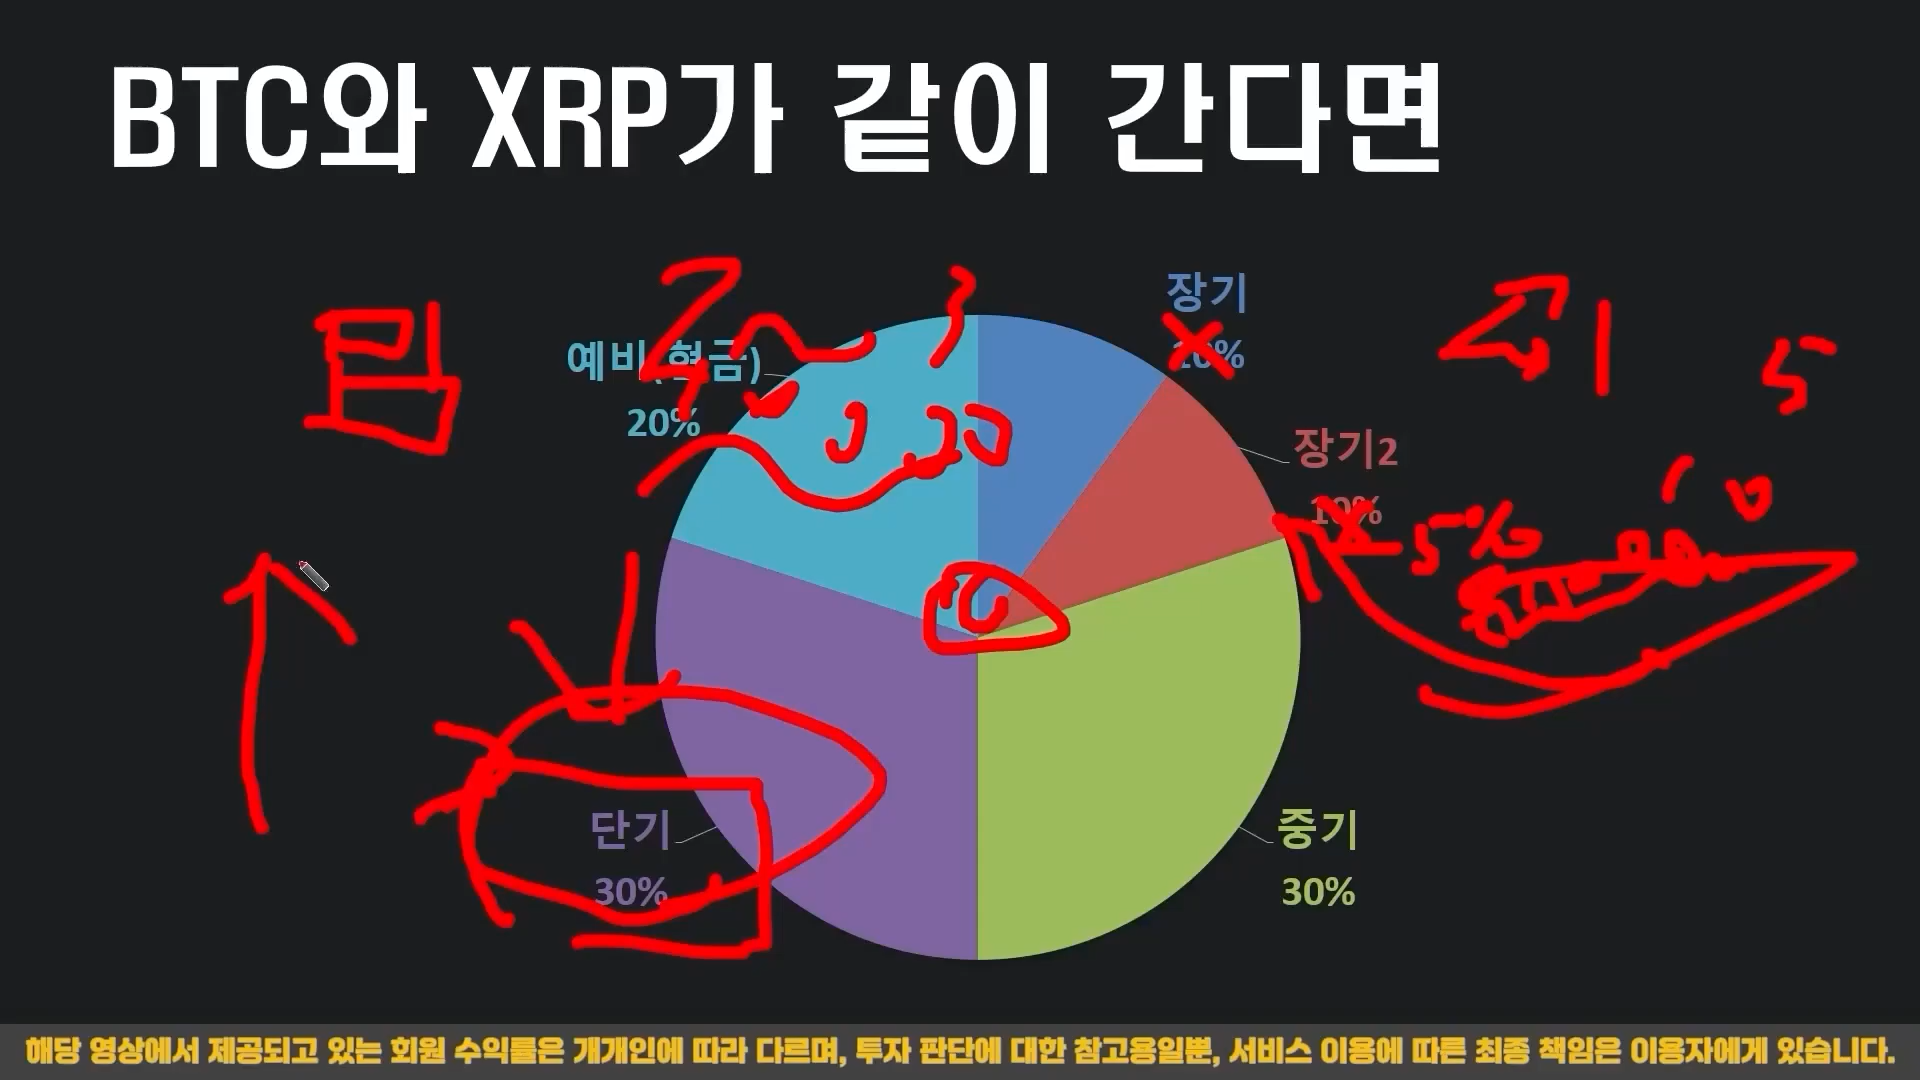 BTC와 XRP가 같이 간다면
장기
10%
예비(현금)
20%
장기2
10%
5
5%
10
단기
30%
중기
30%
해당 영상에서 제공되고 있는 회원 수익률은 개개인에 따라 다르며, 투자 판단에 대한 참고용일뿐, 서비스 이용에 따른 최종 책임은 이용자에게 있습니다.